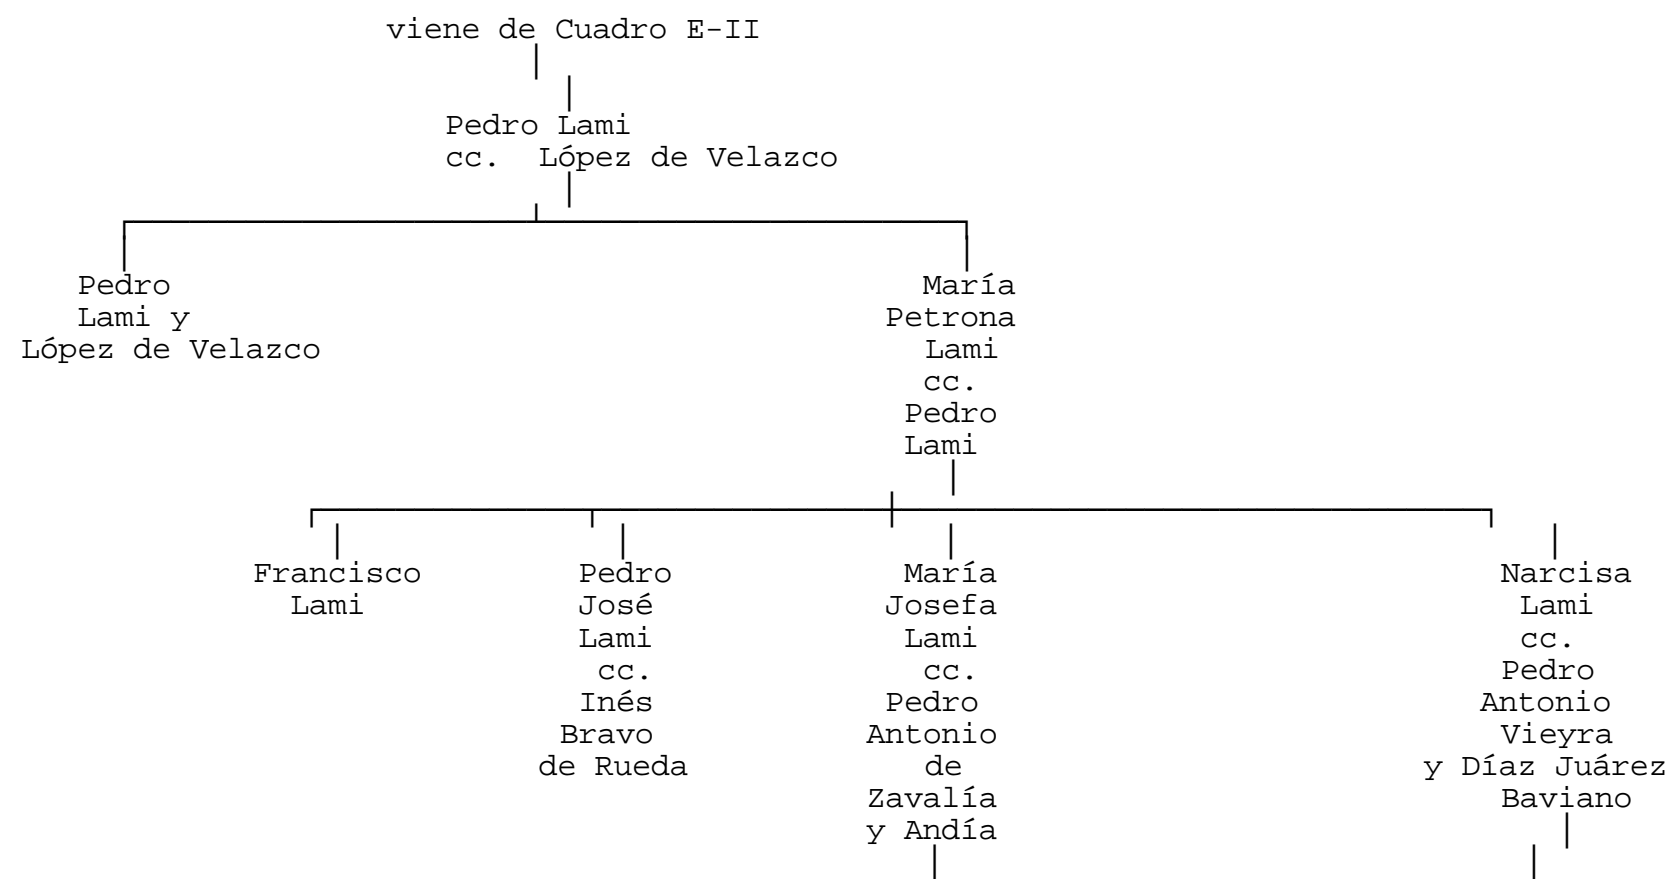 viene de Cuadro E-II
Pedro Lami
cc. López de Velazco
Pedro
Lami y
López de Velazco
María
Petrona
Lami
cc.
Pedro
Lami
Francisco
Lami
Pedro
José
Lami
cc.
Inés
Bravo
de Rueda
María
Josefa
Lami
cc.
Pedro
Antonio
de
Zavalía
y Andía
Narcisa
Lami
cc.
Pedro
Antonio
Vieyra
y Díaz Juárez
Baviano